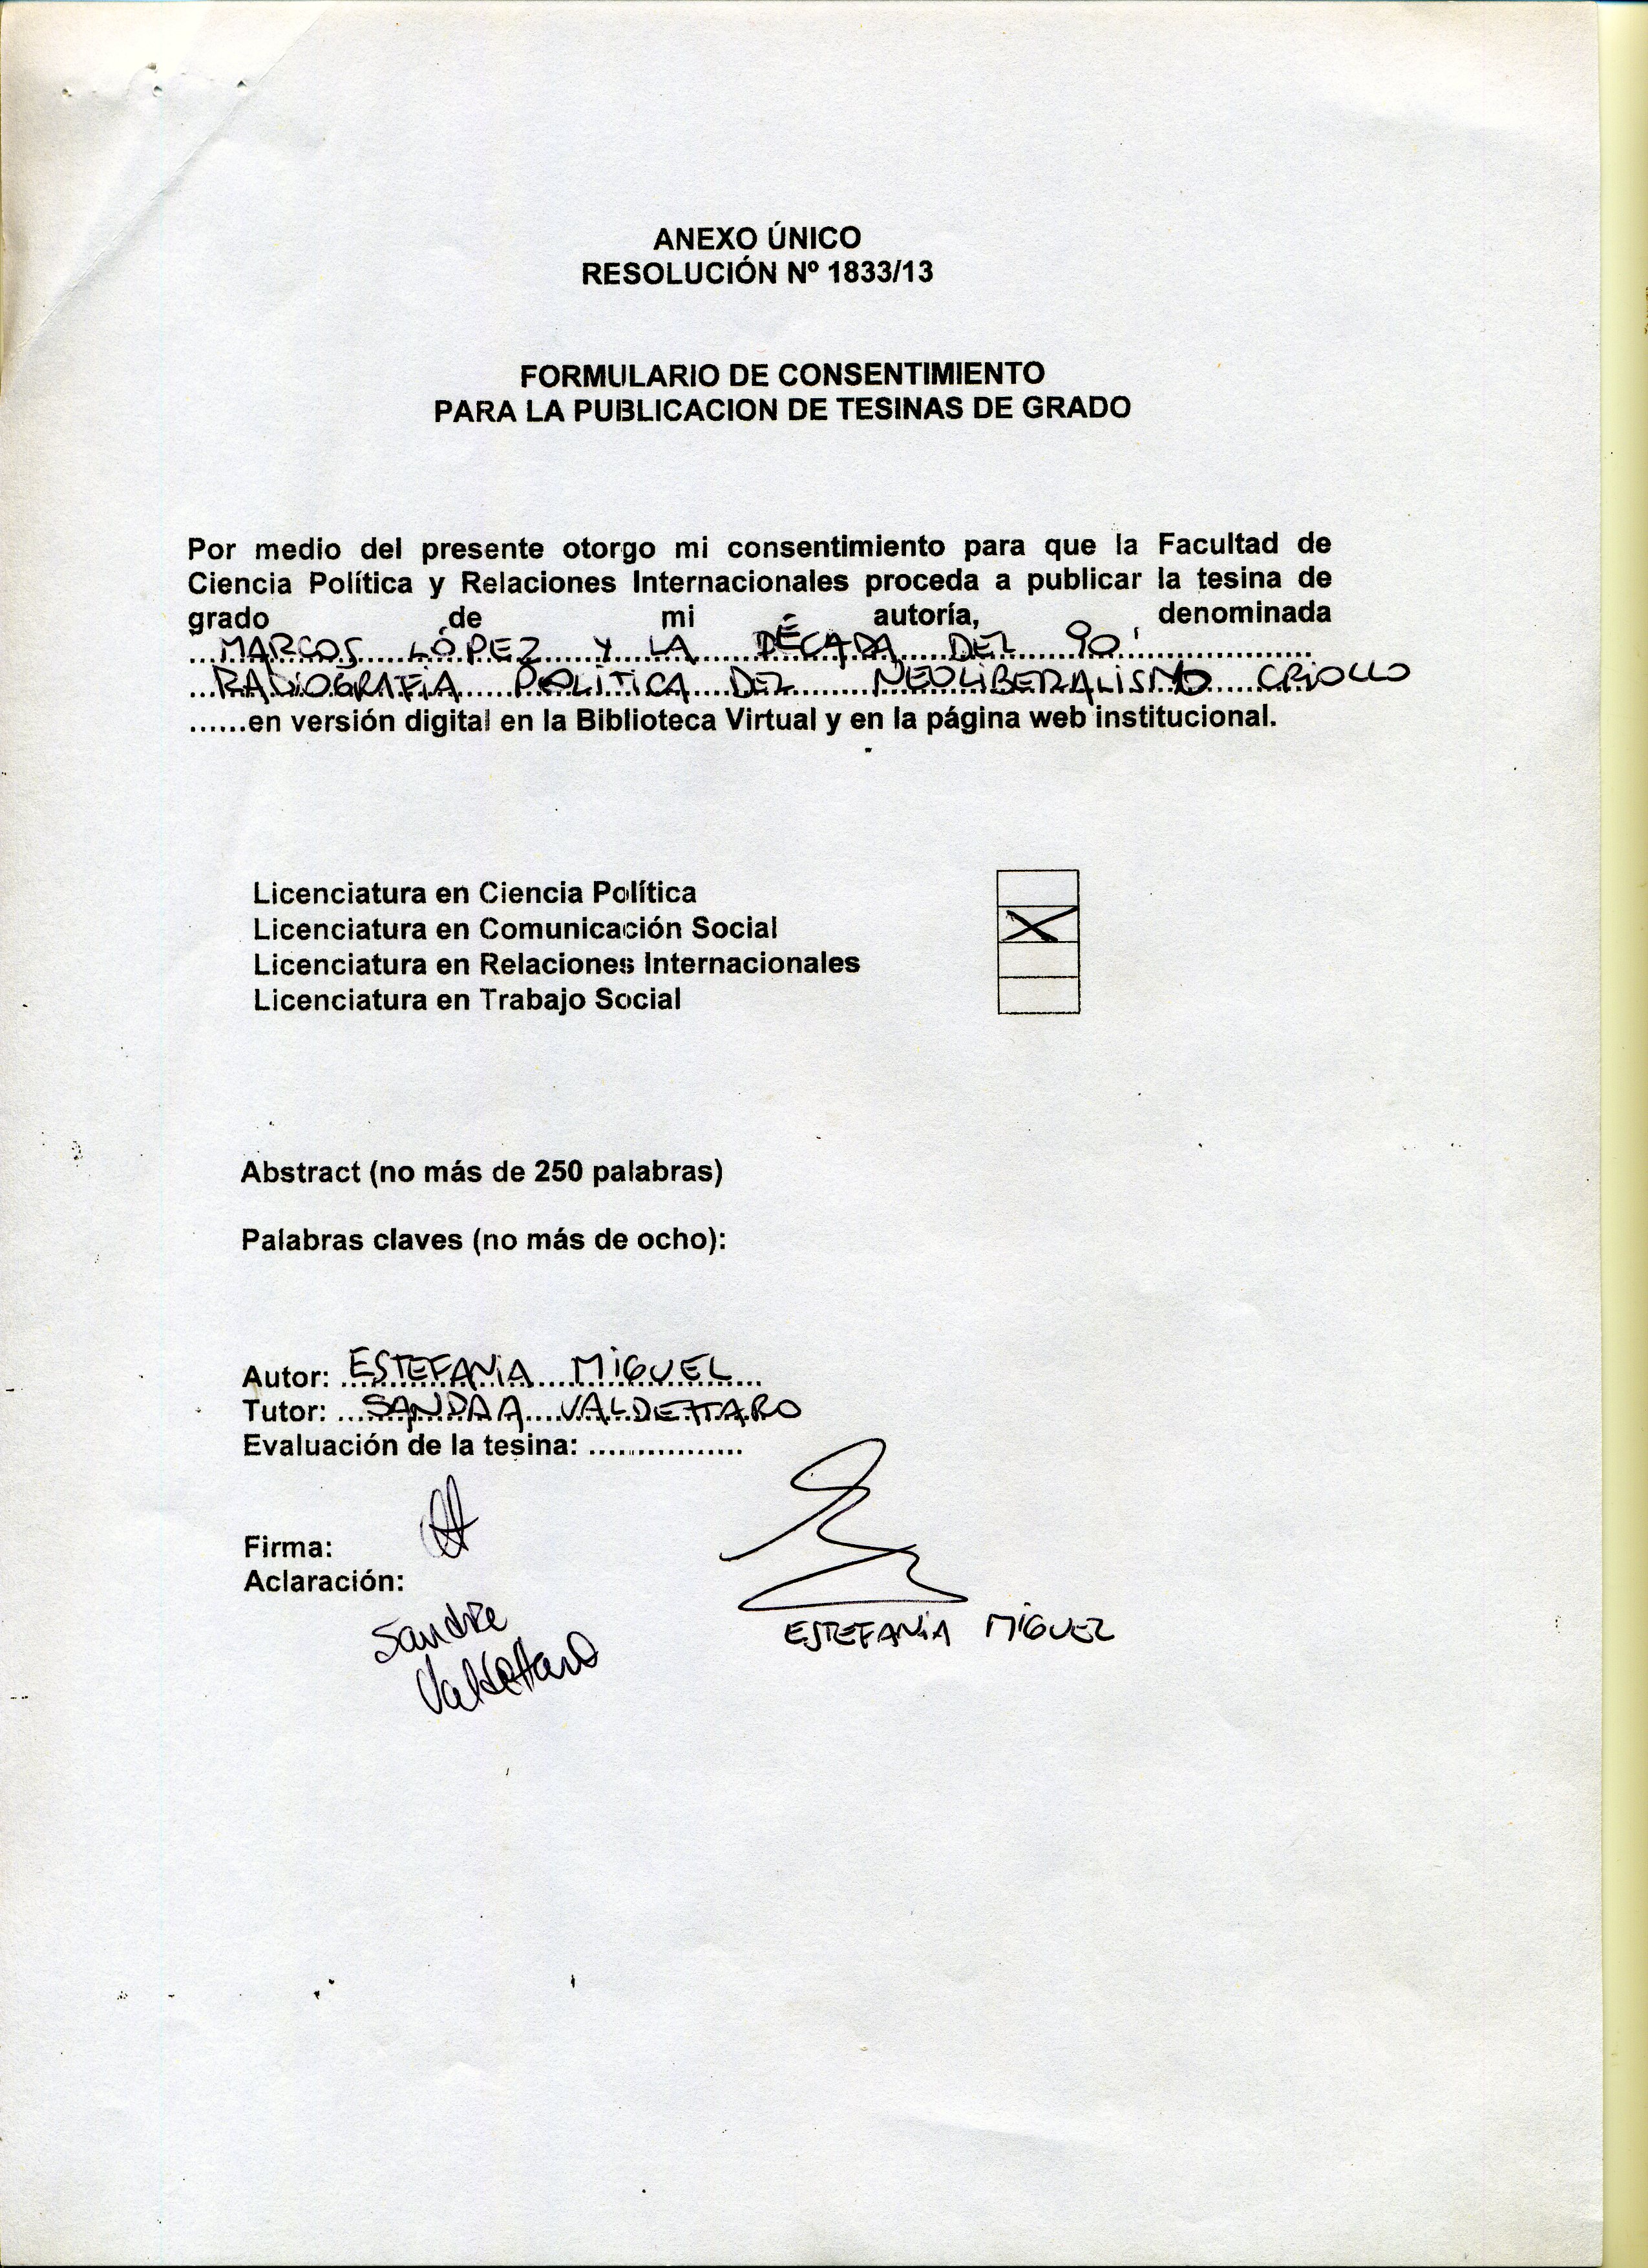 ANEXO ÚNICO
RESOLUCIÓN Nº 1833/13
FORMULARIO DE CONSENTIMIENTO
PARA LA PUBLICACION DE TESINAS DE GRADO
Por medio del presente otorgo mi consentimiento para que la Facultad de
Ciencia Política y Relaciones Internacionales proceda a publicar la tesina de
grado de mi autoría, denominada
...MARCOS LÓPEZ Y LA DÉCADA DEL 90'...
...RADIOGRAFIA POLÍTICA DEL NEOLIBERALISMO CRIOLLO
......en versión digital en la Biblioteca Virtual y en la página web institucional.
Licenciatura en Ciencia Política
Licenciatura en Comunicación Social X
Licenciatura en Relaciones Internacionales
Licenciatura en Trabajo Social
Abstract (no más de 250 palabras)
Palabras claves (no más de ocho):
Autor: ESTEFANIA MIGUEL
Tutor: SANDRA VALDETTARO
Evaluación de la tesina: ................
Firma:
Aclaración:
Sandra
Valdettaro
ESTEFANIA MIGUEL